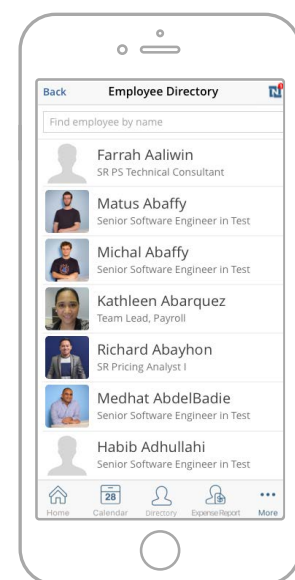 Back Employee Directory
Find employee by name
Farrah Aaliwin
SR PS Technical Consultant
Matus Abaffy
Senior Software Engineer in Test
Michal Abaffy
Senior Software Engineer in Test
Kathleen Abarquez
Team Lead, Payroll
Richard Abayhon
SR Pricing Analyst I
Medhat AbdelBadie
Senior Software Engineer in Test
Habib Adhullahi
Senior Software Engineer in Test
28
Home Calendar Directory Expense Report More